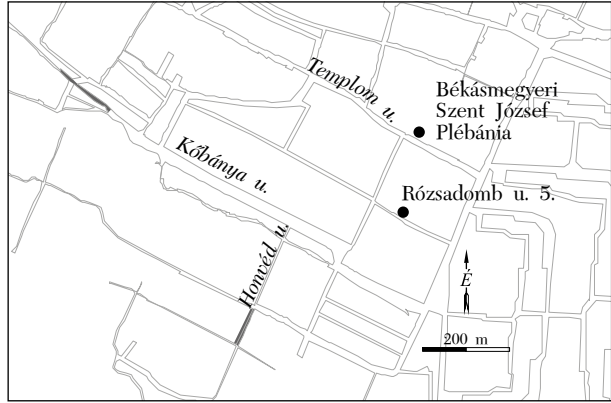 Templom u.
Békásmegyeri
Szent József
Plébánia
Kőbánya u.
Rózsadomb u. 5.
Honvéd u.
É
200 m